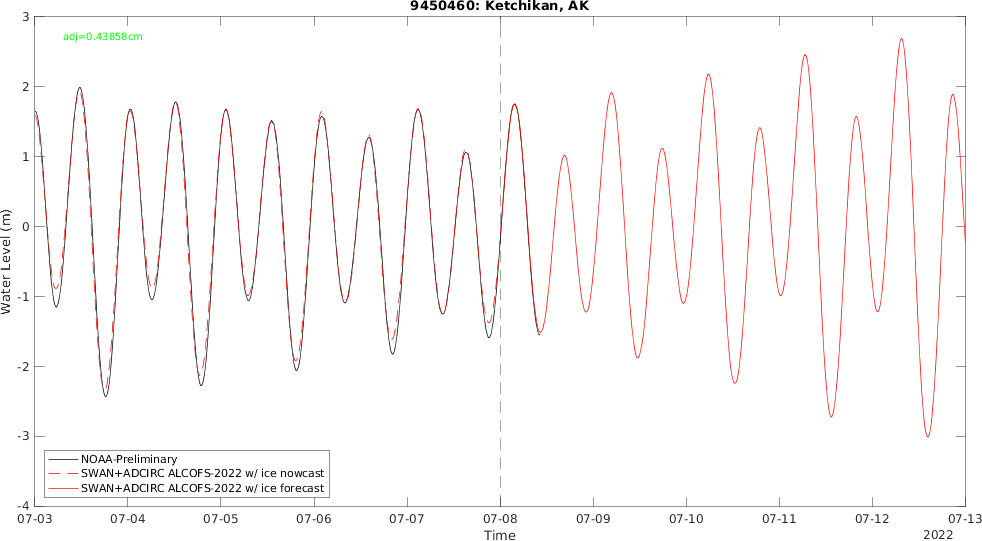 9450460: Ketchikan, AK
adj=0.43858cm
3
2
1
0
-1
-2
-3
-4
Water Level (m)
NOAA-Preliminary
SWAN+ADCIRC ALCOFS-2022 w/ ice nowcast
SWAN+ADCIRC ALCOFS-2022 w/ ice forecast
07-03 07-04 07-05 07-06 07-07 07-08 07-09 07-10 07-11 07-12 07-13
Time
2022